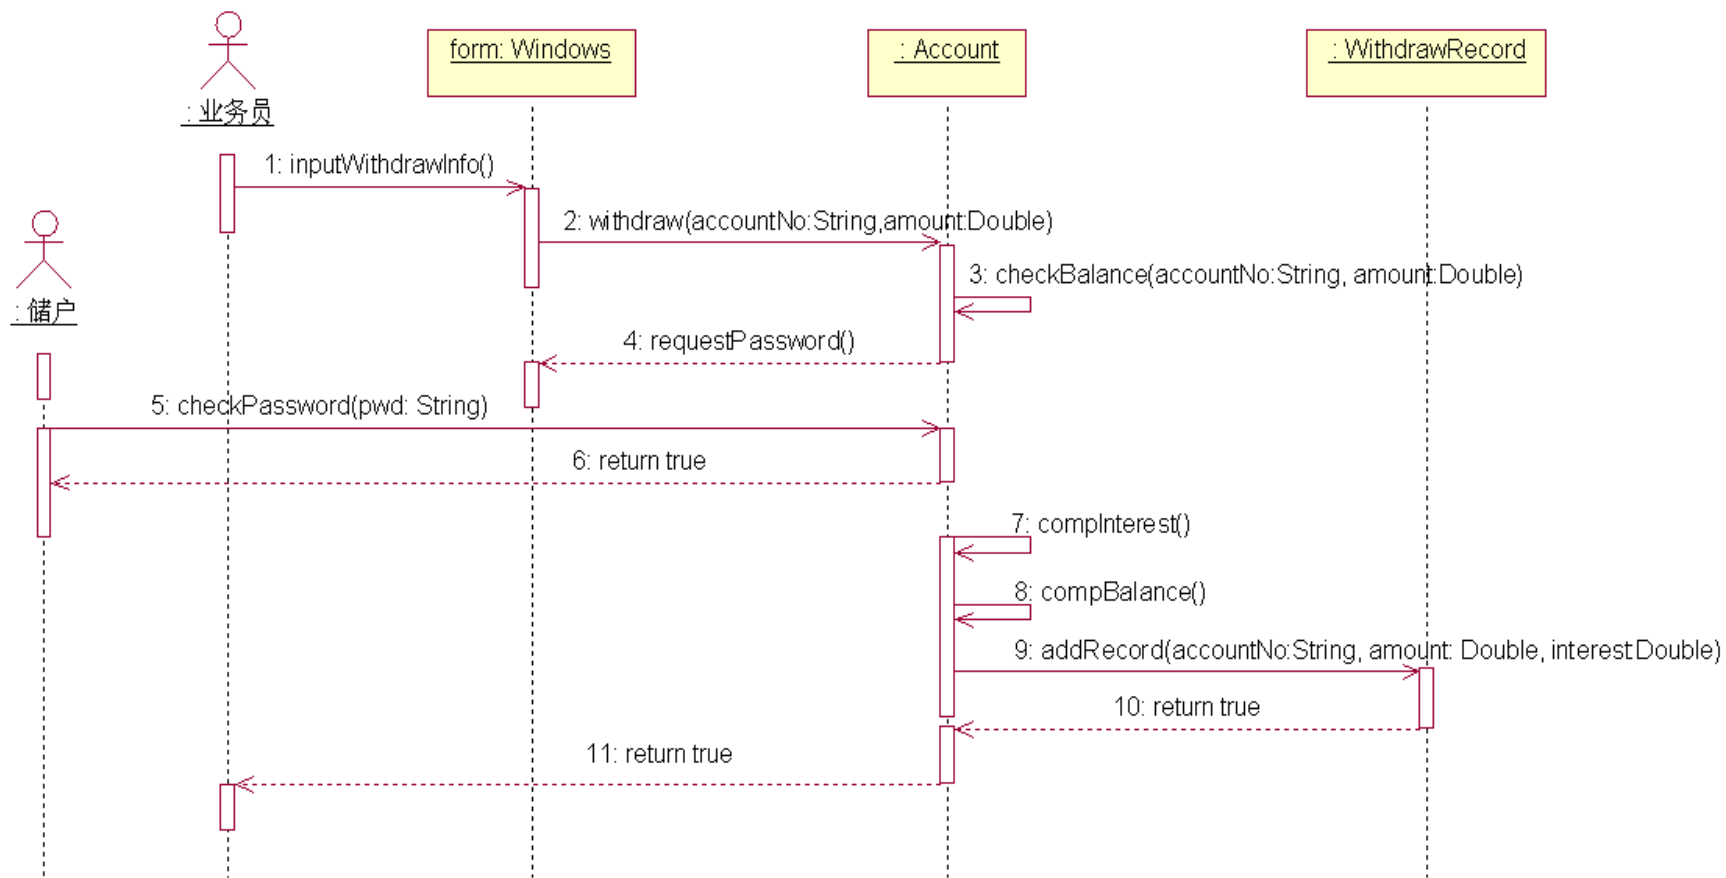 form: Windows
: Account
: WithdrawRecord
: 业务员
1: inputWithdrawInfo()
2: withdraw(accountNo:String,amount:Double)
3: checkBalance(accountNo:String, amount:Double)
: 储户
4: requestPassword()
5: checkPassword(pwd: String)
6: return true
7: compInterest()
8: compBalance()
9: addRecord(accountNo:String, amount: Double, interest:Double)
10: return true
11: return true